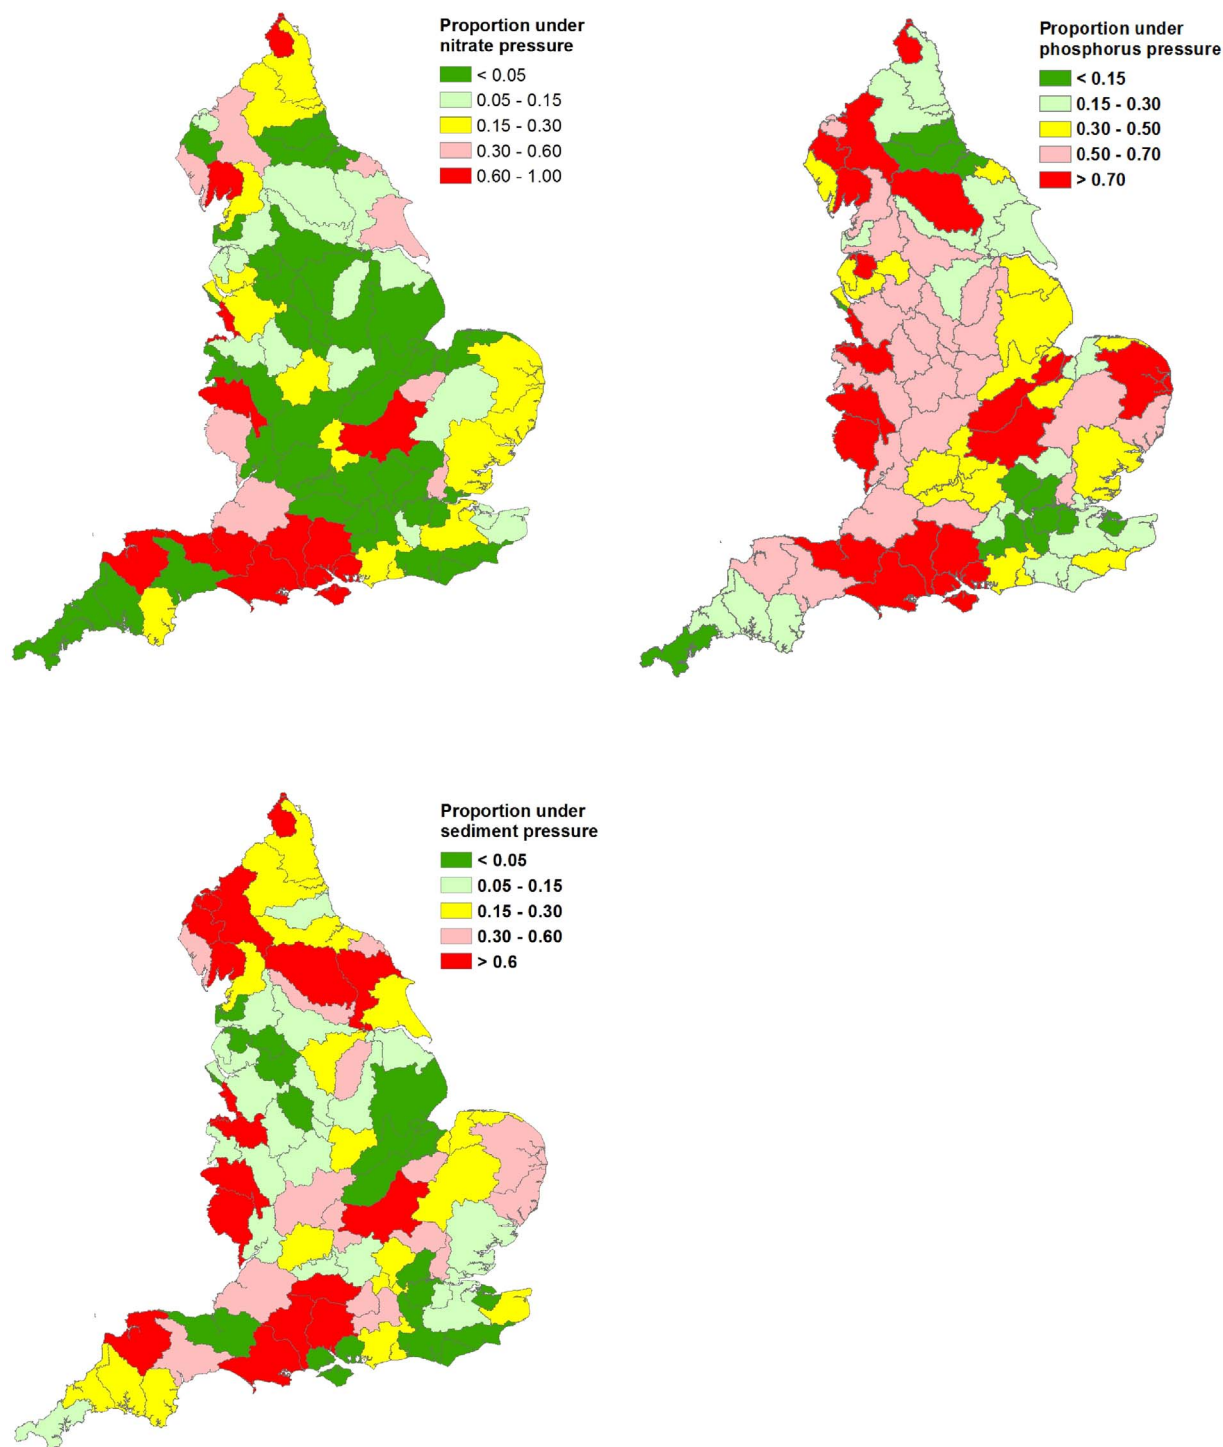 Proportion under
nitrate pressure
< 0.05
0.05 - 0.15
0.15 - 0.30
0.30 - 0.60
0.60 - 1.00
Proportion under
phosphorus pressure
< 0.15
0.15 - 0.30
0.30 - 0.50
0.50 - 0.70
> 0.70
Proportion under
sediment pressure
< 0.05
0.05 - 0.15
0.15 - 0.30
0.30 - 0.60
> 0.6